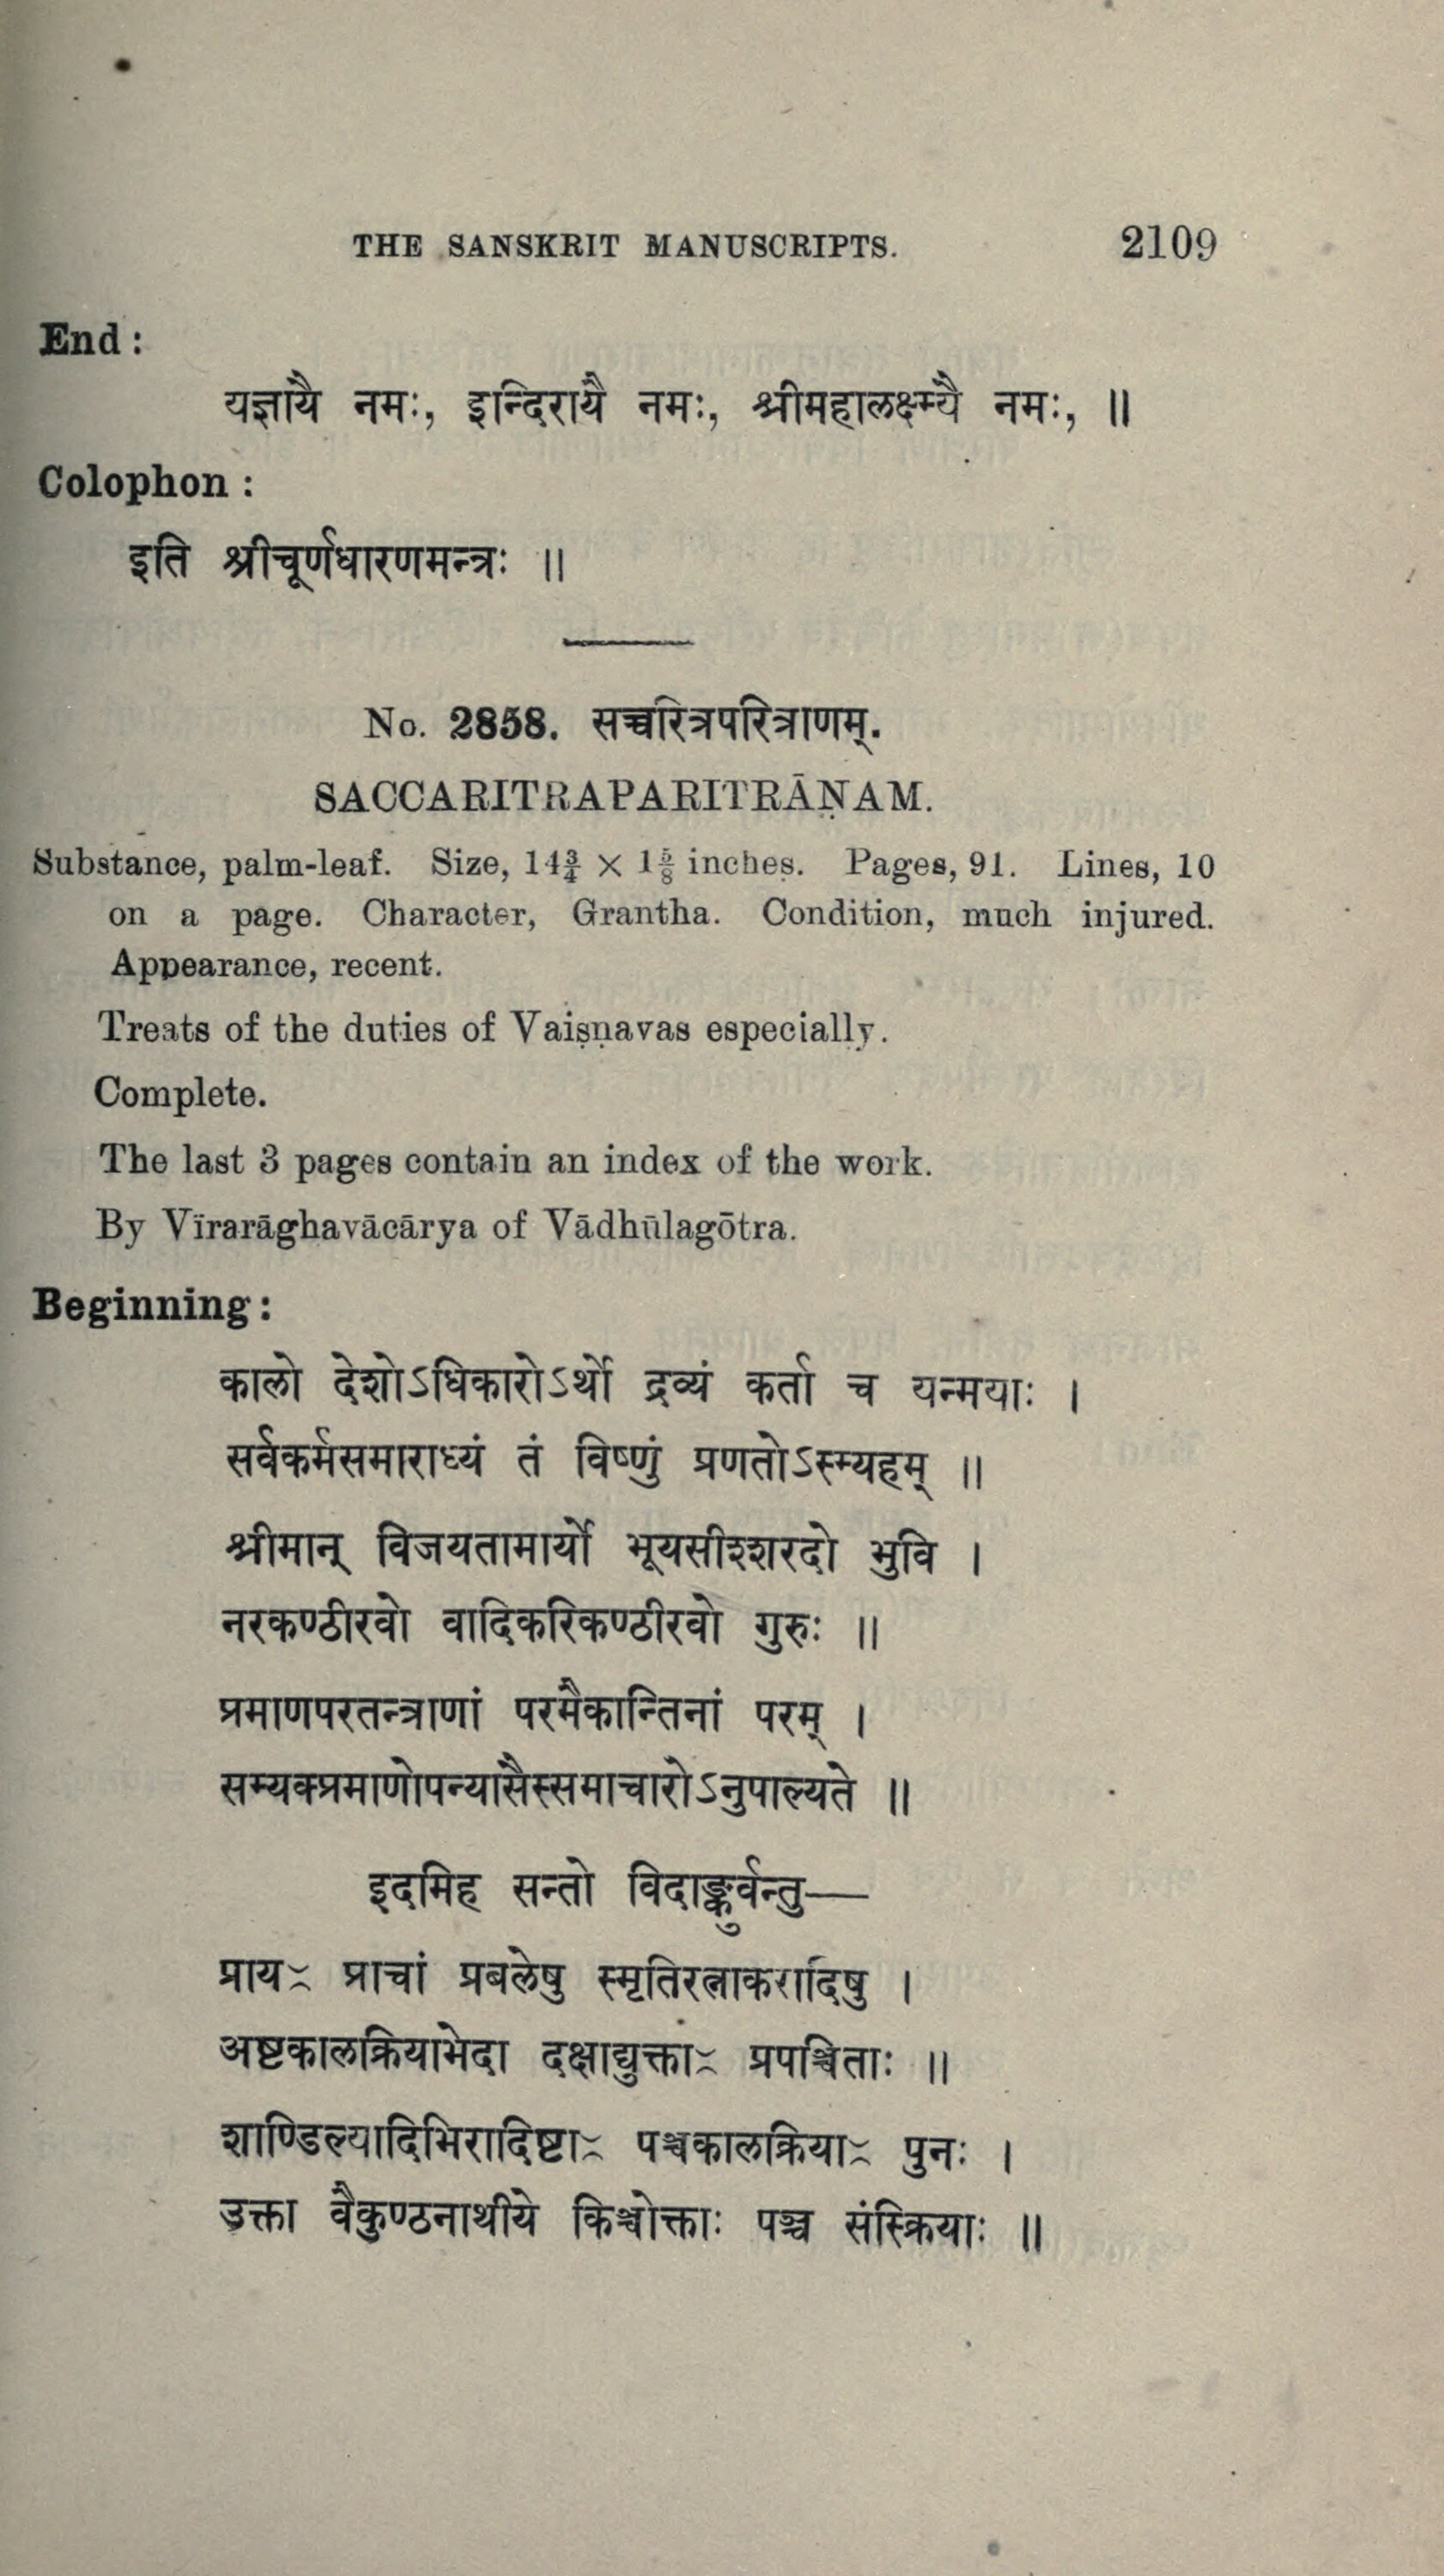 THE SANSKRIT MANUSCRIPTS. 2109
End :
यज्ञायै नमः, इन्दिरायै नमः, श्रीमहालक्ष्म्यै नमः, ॥
Colophon :
इति श्रीचूर्णधारणमन्त्रः ॥
No. 2858. सच्चरित्रपरित्राणम्.
SACCARITRAPARITRĀṆAM.
Substance, palm-leaf. Size, 14¾ × 1⅝ inches. Pages, 91. Lines, 10
on a page. Character, Grantha. Condition, much injured.
Appearance, recent.
Treats of the duties of Vaiṣṇavas especially.
Complete.
The last 3 pages contain an index of the work.
By Vīrarāghavācārya of Vādhūlagōtra.
Beginning :
कालो देशोऽधिकारोऽर्थो द्रव्यं कर्ता च यन्मयाः ।
सर्वकर्मसमाराध्यं तं विष्णुं प्रणतोऽस्म्यहम् ॥
श्रीमान् विजयतामार्यो भूयसीश्शरदो भुवि ।
नरकण्ठीरवो वादिकरिकण्ठीरवो गुरुः ॥
प्रमाणपरतन्त्राणां परमैकान्तिनां परम् ।
सम्यक्प्रमाणोपन्यासैस्समाचारोऽनुपाल्यते ॥
इदमिह सन्तो विदाङ्कुर्वन्तु—
प्रायᳶ प्राचां प्रबलेषु स्मृतिरत्नाकरादिषु ।
अष्टकालक्रियाभेदा दक्षाद्युक्ताᳶ प्रपञ्चिताः ॥
शाण्डिल्यादिभिरादिष्टाᳶ पञ्चकालक्रियाᳶ पुनः ।
उक्ता वैकुण्ठनाथीये किञ्चोक्ताः पञ्च संस्क्रियाः ॥